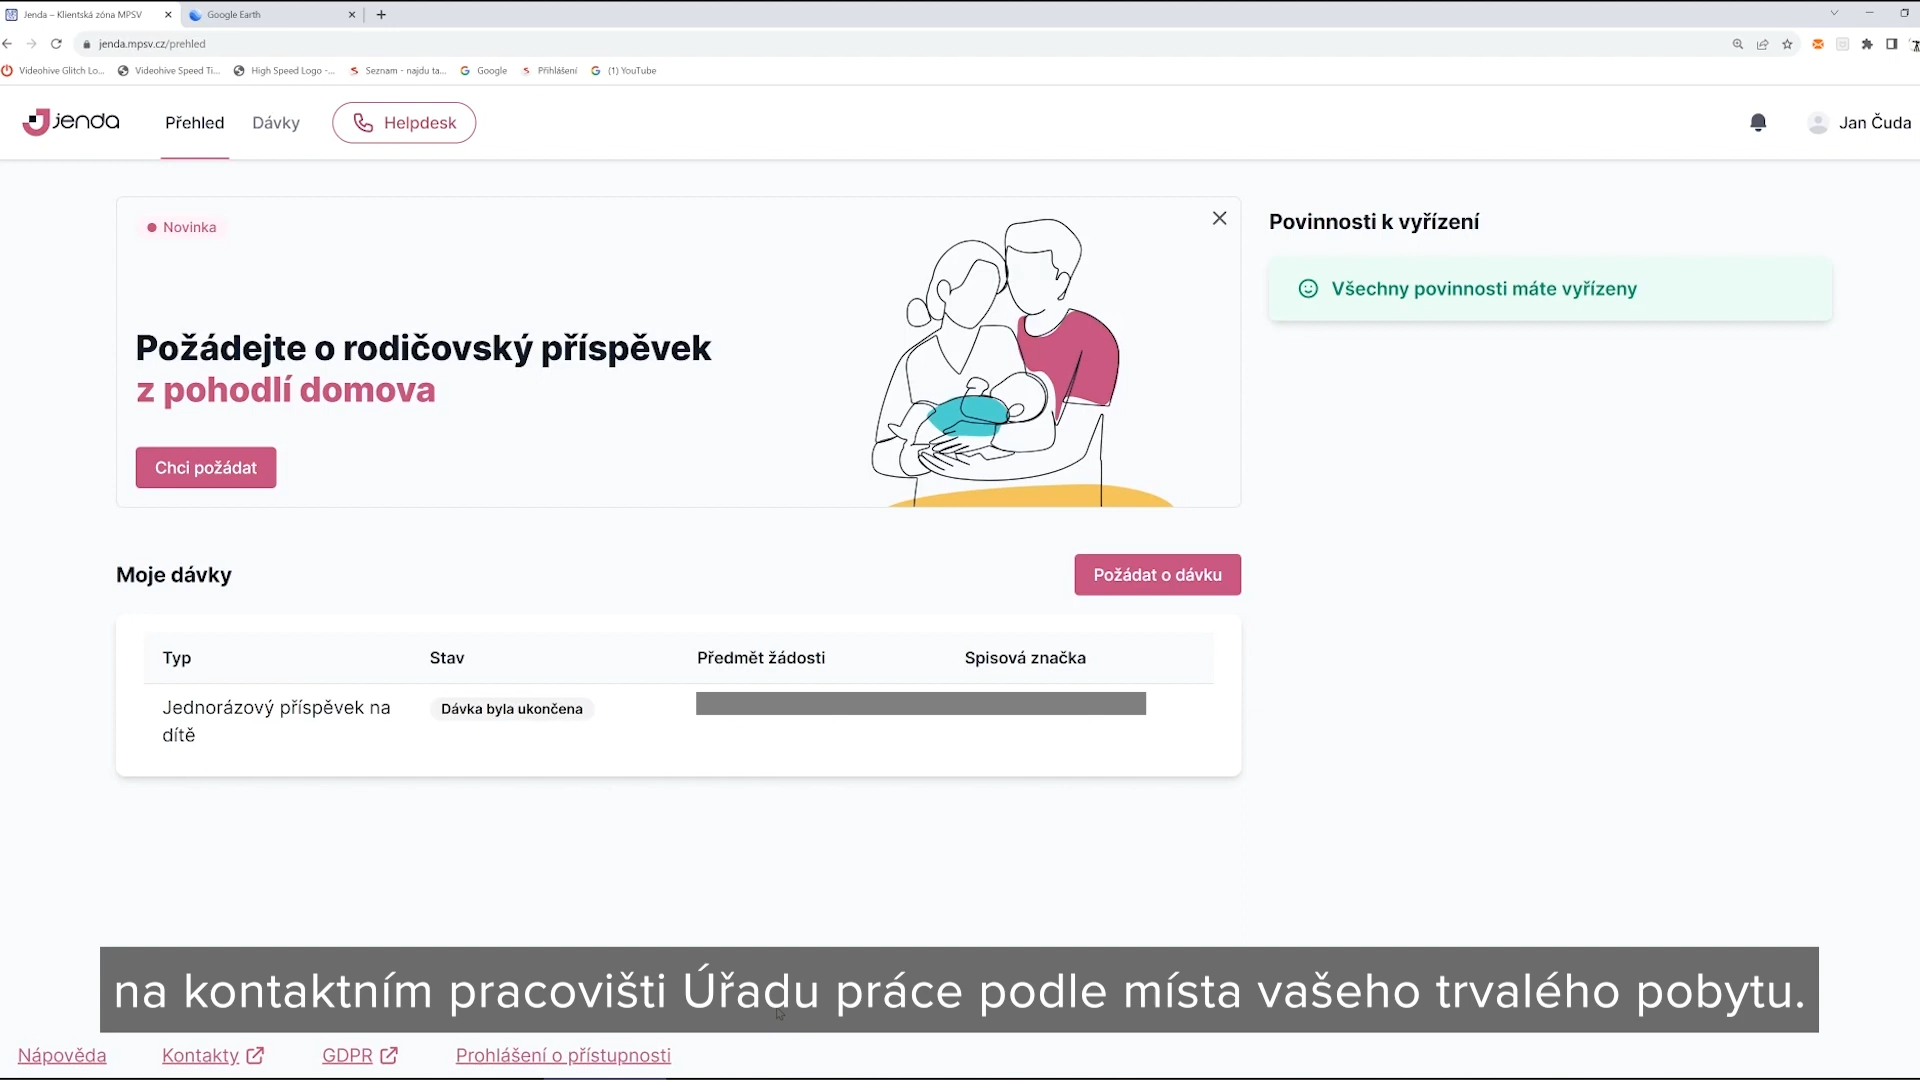 Jenda – Klientská zóna MPSV
Google Earth
jenda.mpsv.cz/prehled
Videohive Glitch Lo...
Videohive Speed Ti...
High Speed Logo -...
Seznam - najdu ta...
Google
Přihlášení
(1) YouTube
Jenda
Přehled
Dávky
Helpdesk
Jan Čuda
Novinka
Požádejte o rodičovský příspěvek
z pohodlí domova
Chci požádat
Povinnosti k vyřízení
Všechny povinnosti máte vyřízeny
Moje dávky
Požádat o dávku
Typ
Stav
Předmět žádosti
Spisová značka
Jednorázový příspěvek na
dítě
Dávka byla ukončena
na kontaktním pracovišti Úřadu práce podle místa vašeho trvalého pobytu.
Nápověda
Kontakty
GDPR
Prohlášení o přístupnosti